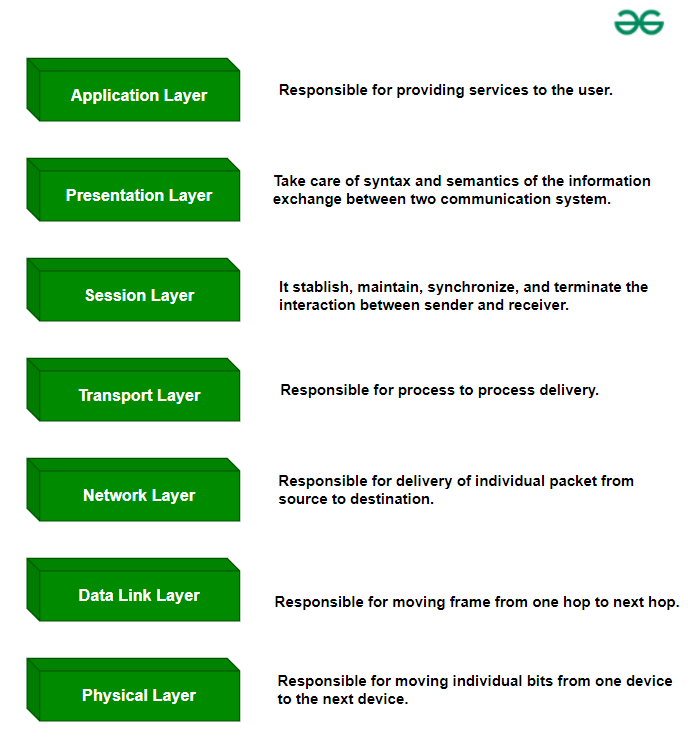 Application Layer
Responsible for providing services to the user.
Presentation Layer
Take care of syntax and semantics of the information
exchange between two communication system.
Session Layer
It stablish, maintain, synchronize, and terminate the
interaction between sender and receiver.
Transport Layer
Responsible for process to process delivery.
Network Layer
Responsible for delivery of individual packet from
source to destination.
Data Link Layer
Responsible for moving frame from one hop to next hop.
Physical Layer
Responsible for moving individual bits from one device
to the next device.